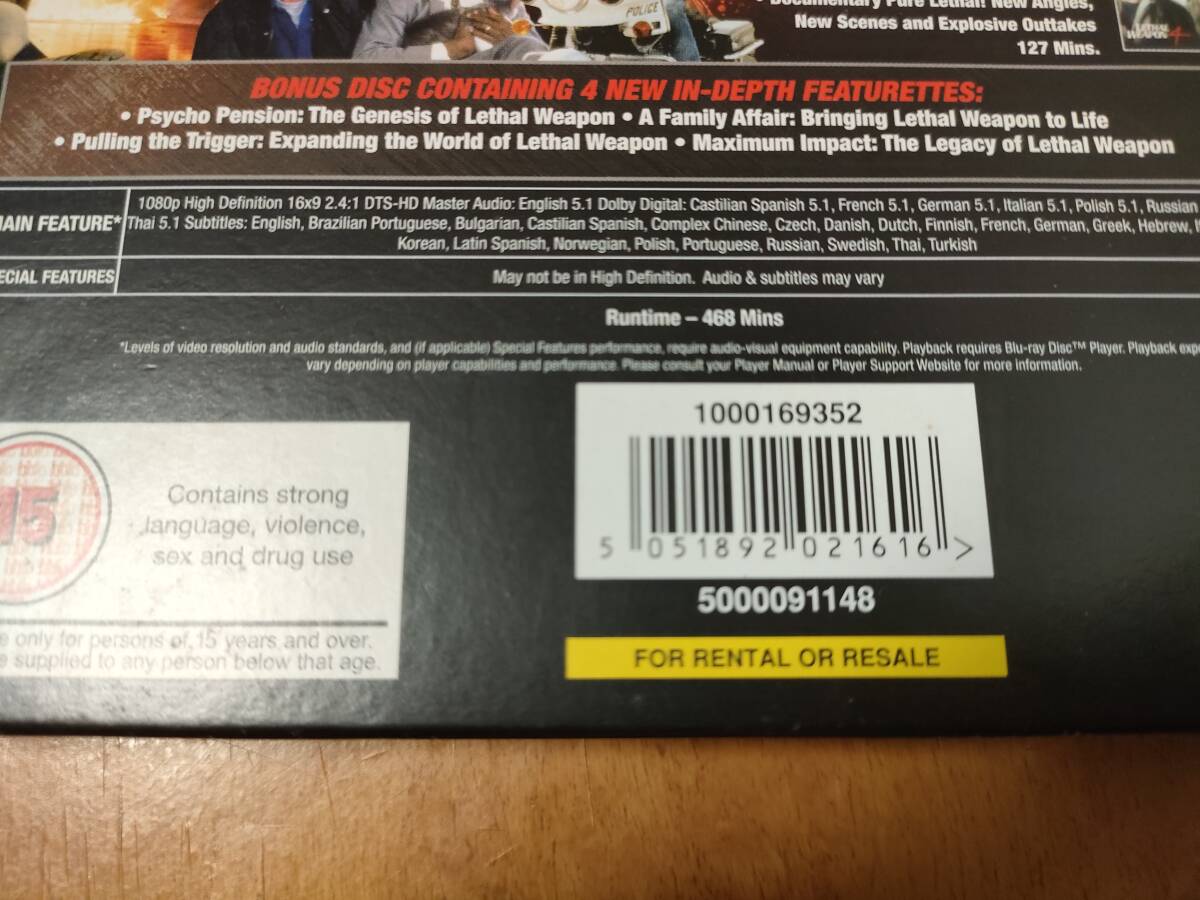 POLICE
• Documentary Pure Lethal! New Angles,
New Scenes and Explosive Outtakes
127 Mins.
LETHAL
WEAPON 4
BONUS DISC CONTAINING 4 NEW IN-DEPTH FEATURETTES:
• Psycho Pension: The Genesis of Lethal Weapon • A Family Affair: Bringing Lethal Weapon to Life
• Pulling the Trigger: Expanding the World of Lethal Weapon • Maximum Impact: The Legacy of Lethal Weapon
AIN FEATURE*
1080p High Definition 16x9 2.4:1 DTS-HD Master Audio: English 5.1 Dolby Digital: Castilian Spanish 5.1, French 5.1, German 5.1, Italian 5.1, Polish 5.1, Russian
Thai 5.1 Subtitles: English, Brazilian Portuguese, Bulgarian, Castilian Spanish, Complex Chinese, Czech, Danish, Dutch, Finnish, French, German, Greek, Hebrew,
Korean, Latin Spanish, Norwegian, Polish, Portuguese, Russian, Swedish, Thai, Turkish
ECIAL FEATURES
May not be in High Definition. Audio & subtitles may vary
Runtime – 468 Mins
*Levels of video resolution and audio standards, and (if applicable) Special Features performance, require audio-visual equipment capability. Playback requires Blu-ray Disc™ Player. Playback expe
vary depending on player capabilities and performance. Please consult your Player Manual or Player Support Website for more information.
1000169352
5 051892 021616 >
5000091148
FOR RENTAL OR RESALE
15
Contains strong
language, violence,
sex and drug use
e only for persons of 15 years and over.
e supplied to any person below that age.